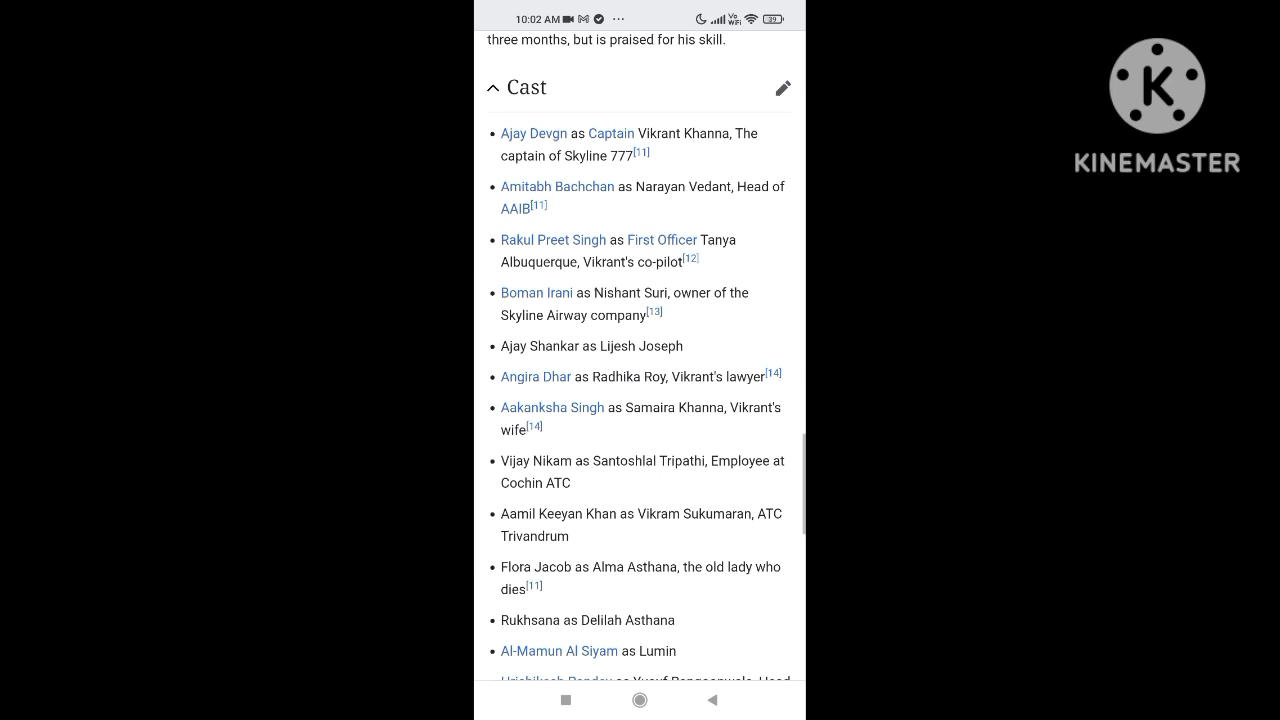 10:02 AM
Vo
WiFi
39
three months, but is praised for his skill.
Cast
K
KINEMASTER
• Ajay Devgn as Captain Vikrant Khanna, The
captain of Skyline 777[11]
• Amitabh Bachchan as Narayan Vedant, Head of
AAIB[11]
• Rakul Preet Singh as First Officer Tanya
Albuquerque, Vikrant's co-pilot[12]
• Boman Irani as Nishant Suri, owner of the
Skyline Airway company[13]
• Ajay Shankar as Lijesh Joseph
• Angira Dhar as Radhika Roy, Vikrant's lawyer[14]
• Aakanksha Singh as Samaira Khanna, Vikrant's
wife[14]
• Vijay Nikam as Santoshlal Tripathi, Employee at
Cochin ATC
• Aamil Keeyan Khan as Vikram Sukumaran, ATC
Trivandrum
• Flora Jacob as Alma Asthana, the old lady who
dies[11]
• Rukhsana as Delilah Asthana
• Al-Mamun Al Siyam as Lumin